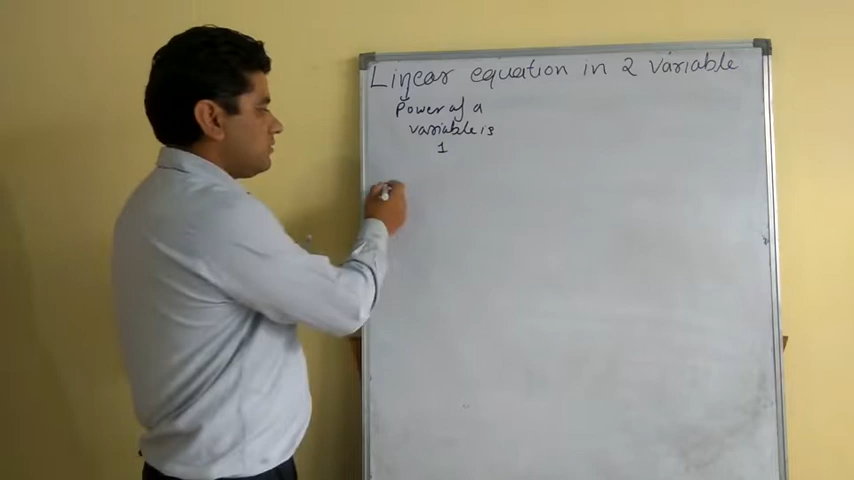 Linear equation in 2 variable
Power of a
variable is
1